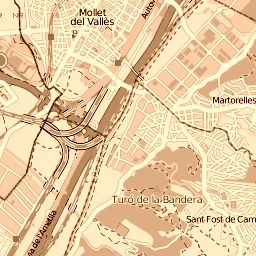 Mollet
del Vallès
Auto
Martorelles
Turó de la Bandera
Sant Fost de Cam
de l'Ametlla